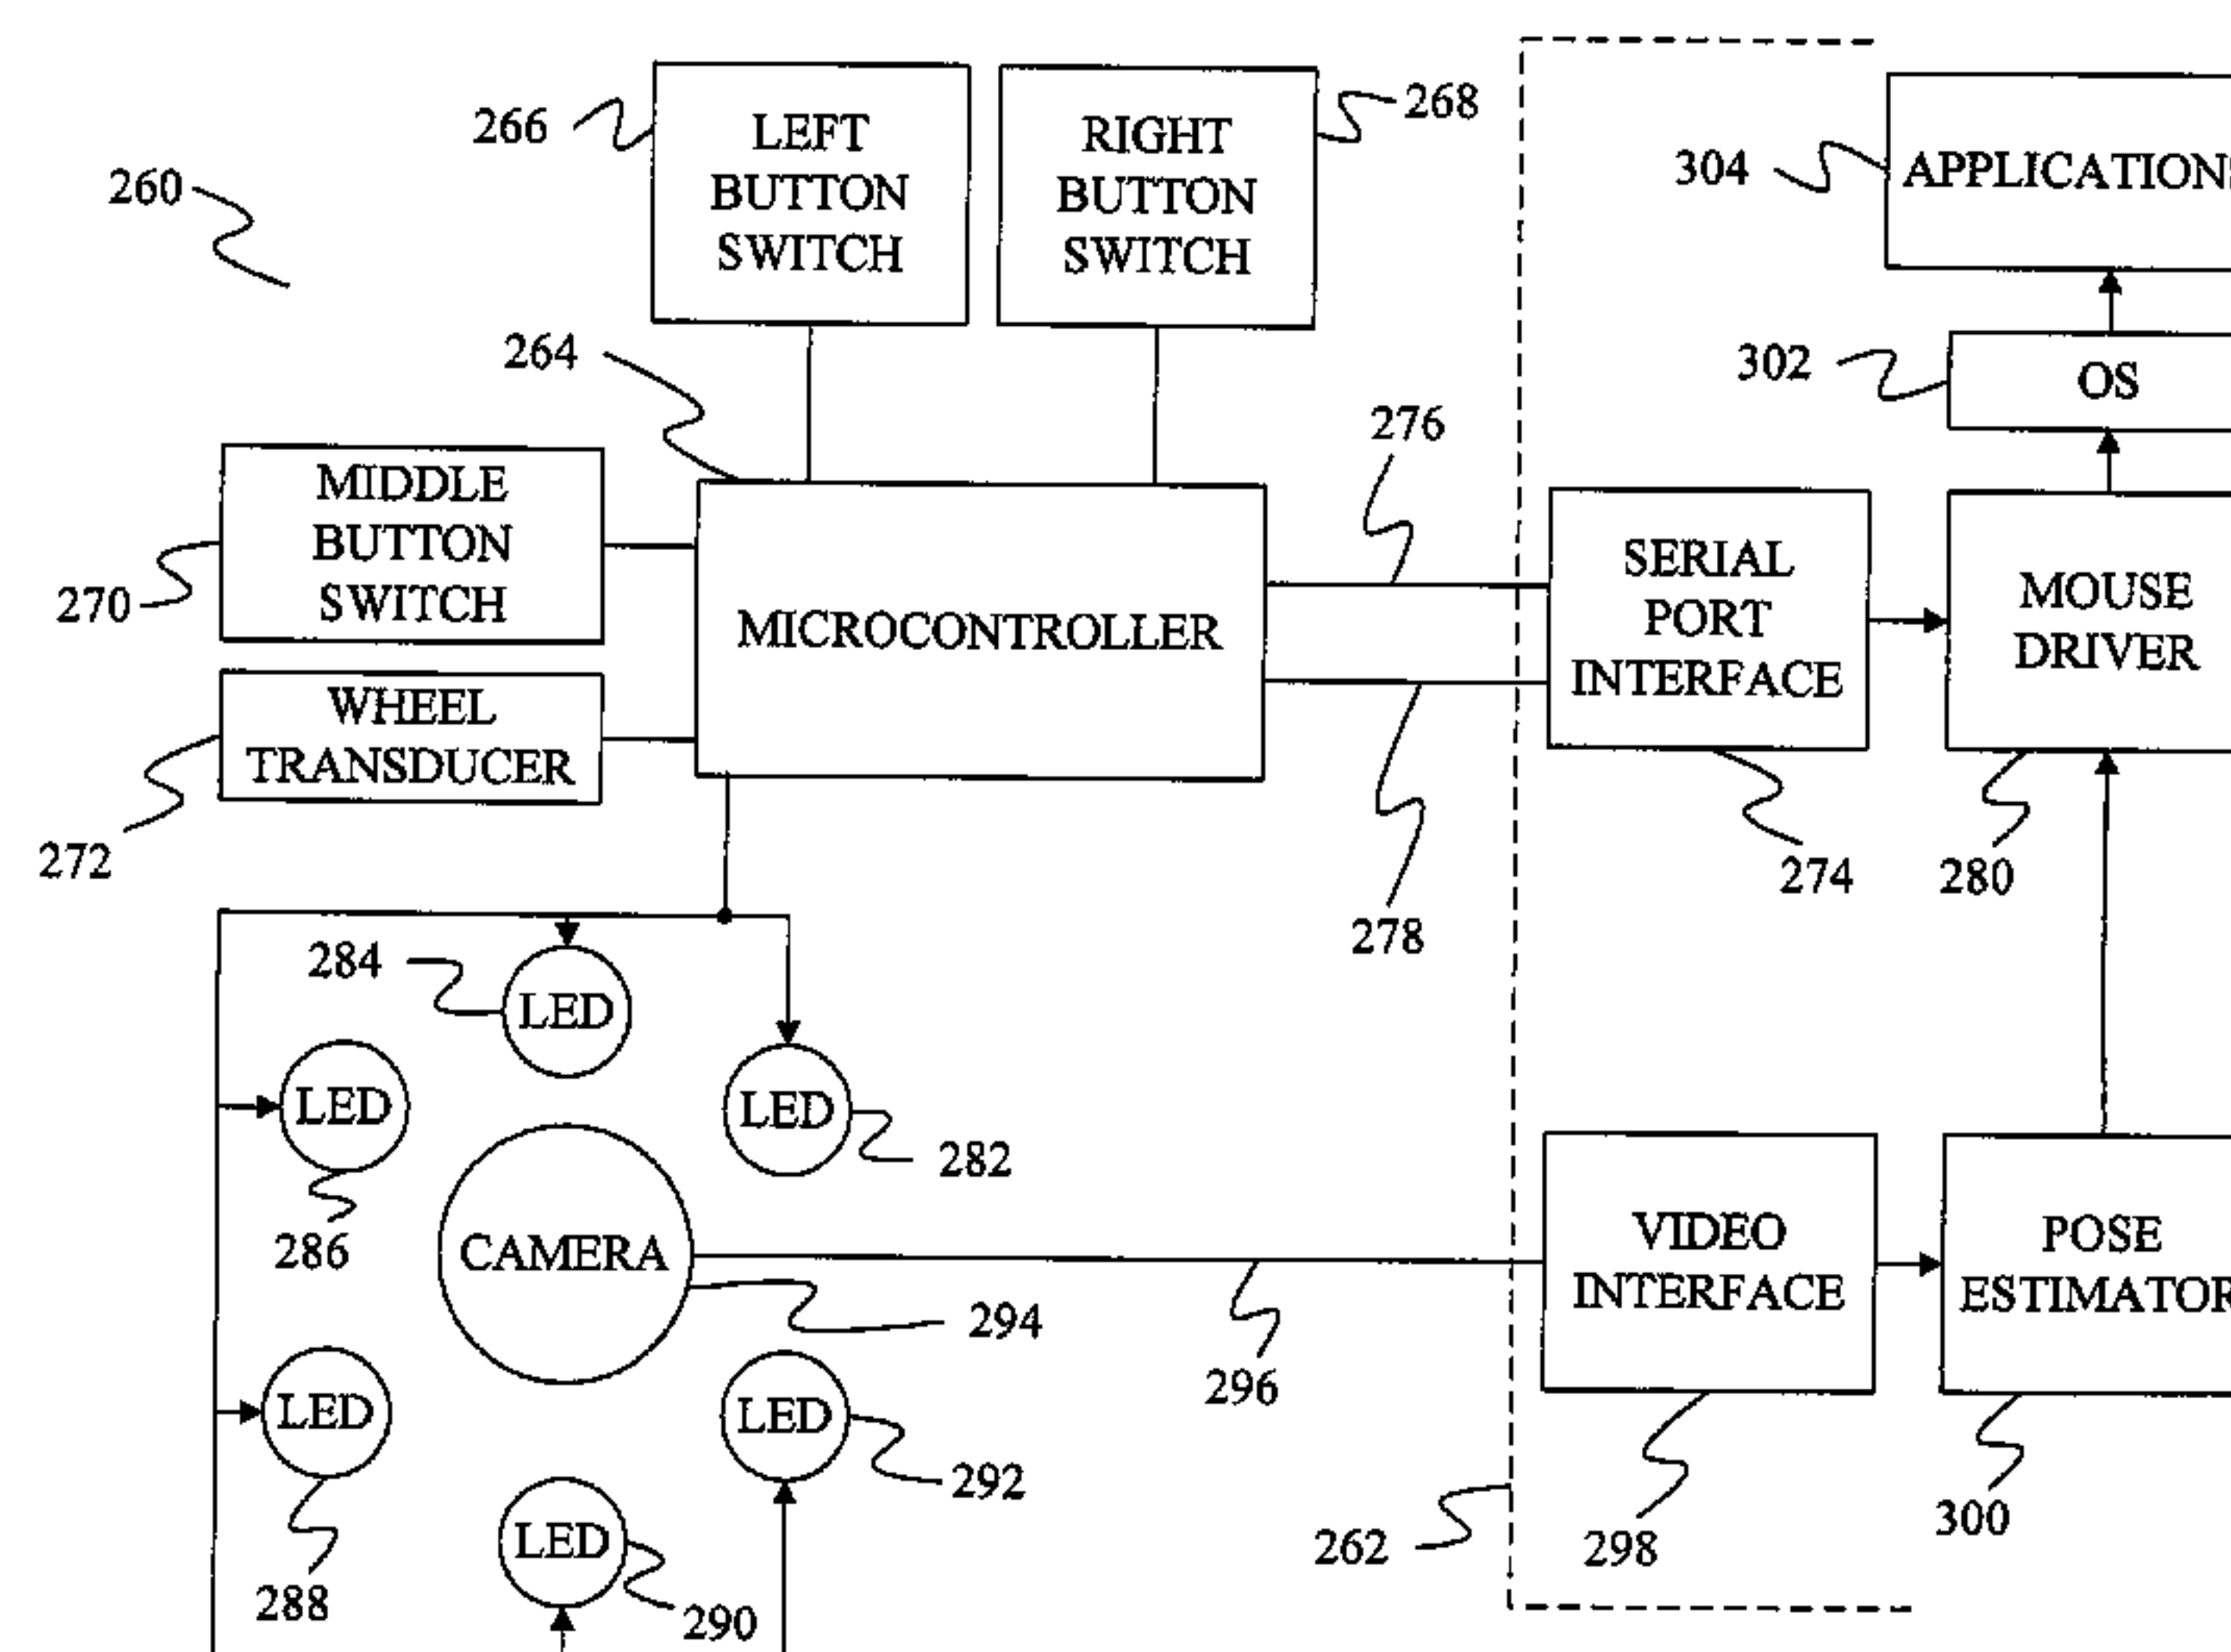 266
LEFT
BUTTON
SWITCH
RIGHT
BUTTON
SWITCH
268
260
304
APPLICATIONS
264
302
OS
276
MIDDLE
BUTTON
SWITCH
270
MICROCONTROLLER
SERIAL
PORT
INTERFACE
MOUSE
DRIVER
WHEEL
TRANSDUCER
272
274
280
278
284
LED
LED
286
LED
282
CAMERA
294
296
VIDEO
INTERFACE
POSE
ESTIMATOR
LED
288
LED
292
LED
290
262
298
300